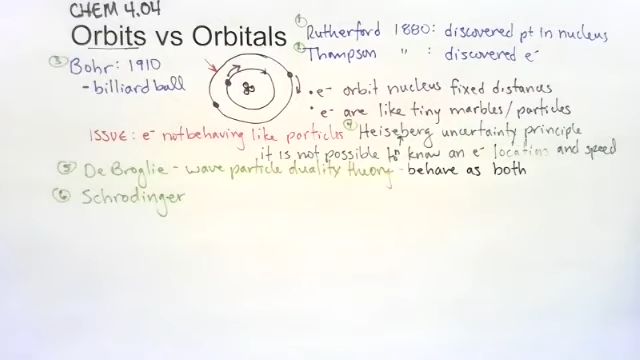 CHEM 4.04
Orbits vs Orbitals
① Rutherford 1880: discovered pt in nucleus
② Thompson " : discovered e-
③ Bohr: 1910
- billiard ball
• e- orbit nucleus fixed distances
• e- are like tiny marbles/particles
ISSUE: e- not behaving like particles
④ Heiseberg uncertainty principle
it is not possible to know an e- location and speed
⑤ De Broglie - wave particle duality theory - behave as both
⑥ Schrodinger